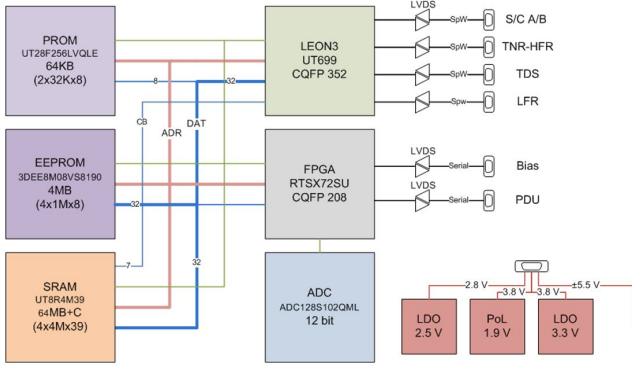 PROM
UT28F256LVQLE
64KB
(2x32Kx8)
LEON3
UT699
CQFP 352
LVDS
SpW
S/C A/B
SpW
TNR-HFR
SpW
TDS
Spw
LFR
8
32
CB
ADR
DAT
EEPROM
3DEE8M08VS8190
4MB
(4x1Mx8)
32
FPGA
RTSX72SU
CQFP 208
LVDS
Serial
Bias
LVDS
Serial
PDU
7
32
SRAM
UT8R4M39
64MB+C
(4x4Mx39)
ADC
ADC128S102QML
12 bit
2.8 V
3.8 V
3.8 V
±5.5 V
LDO
2.5 V
PoL
1.9 V
LDO
3.3 V